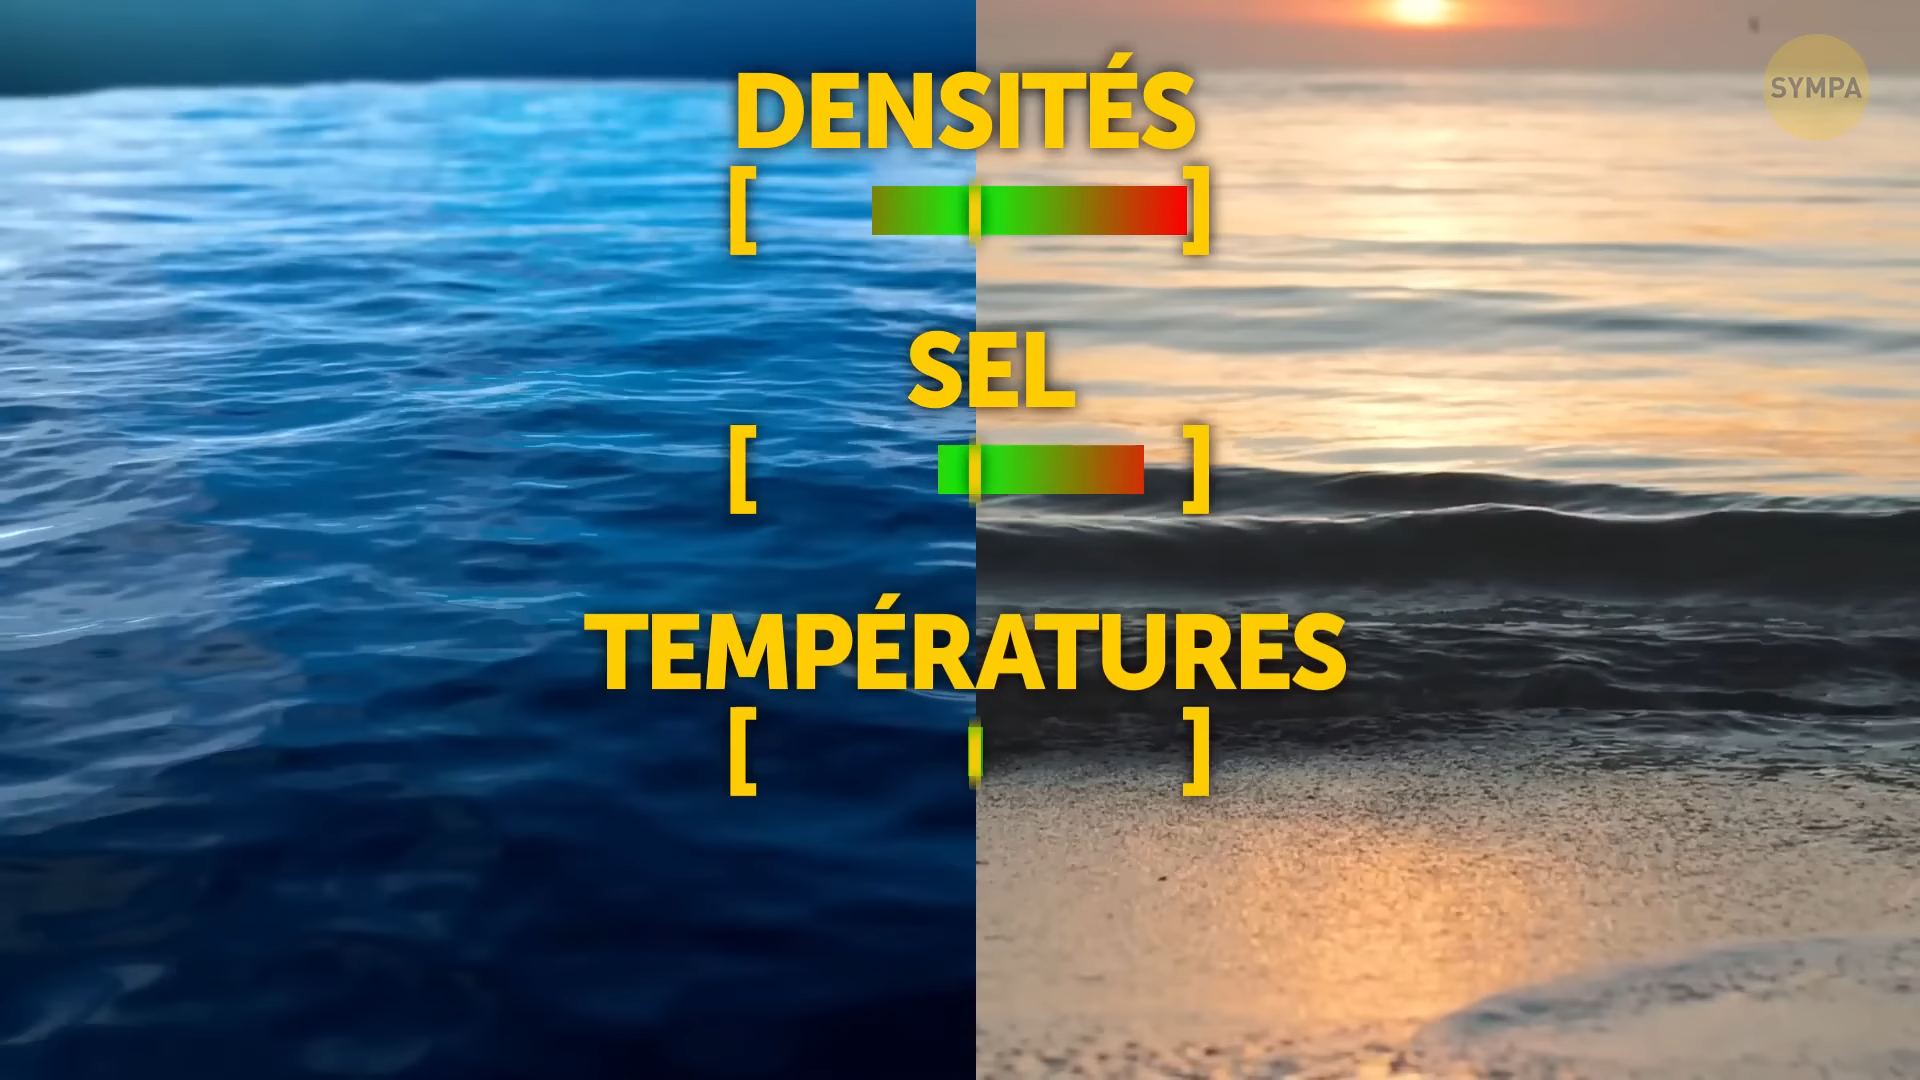 DENSITÉS
SYMPA
[ ]
SEL
[ ]
TEMPÉRATURES
[ ]